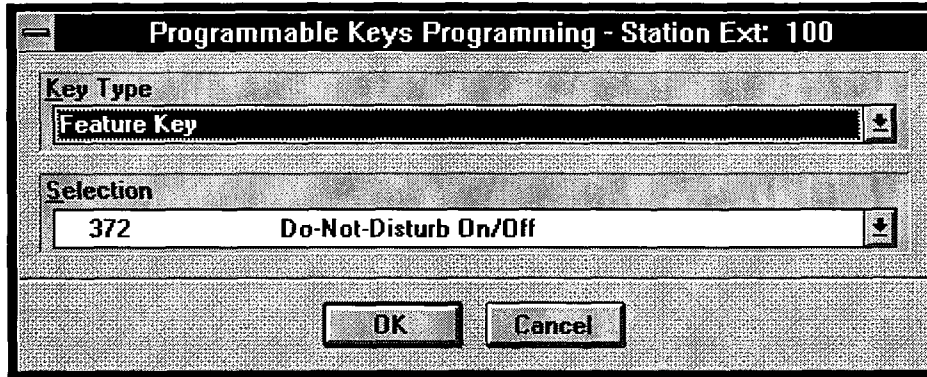 Programmable Keys Programming - Station Ext: 100
Key Type
Feature Key
Selection
372 Do-Not-Disturb On/Off
OK Cancel